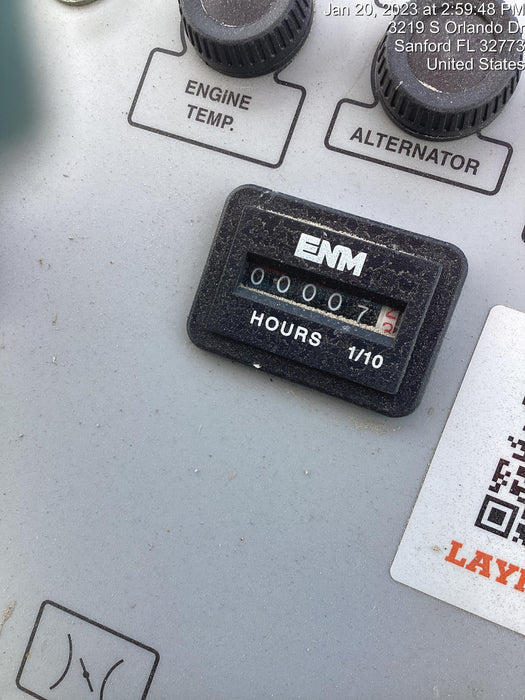 Jan 20, 2023 at 2:59:48 PM
3219 S Orlando Dr
Sanford FL 32773
United States
ENGINE
TEMP.
ALTERNATOR
ENM
00007
HOURS 1/10